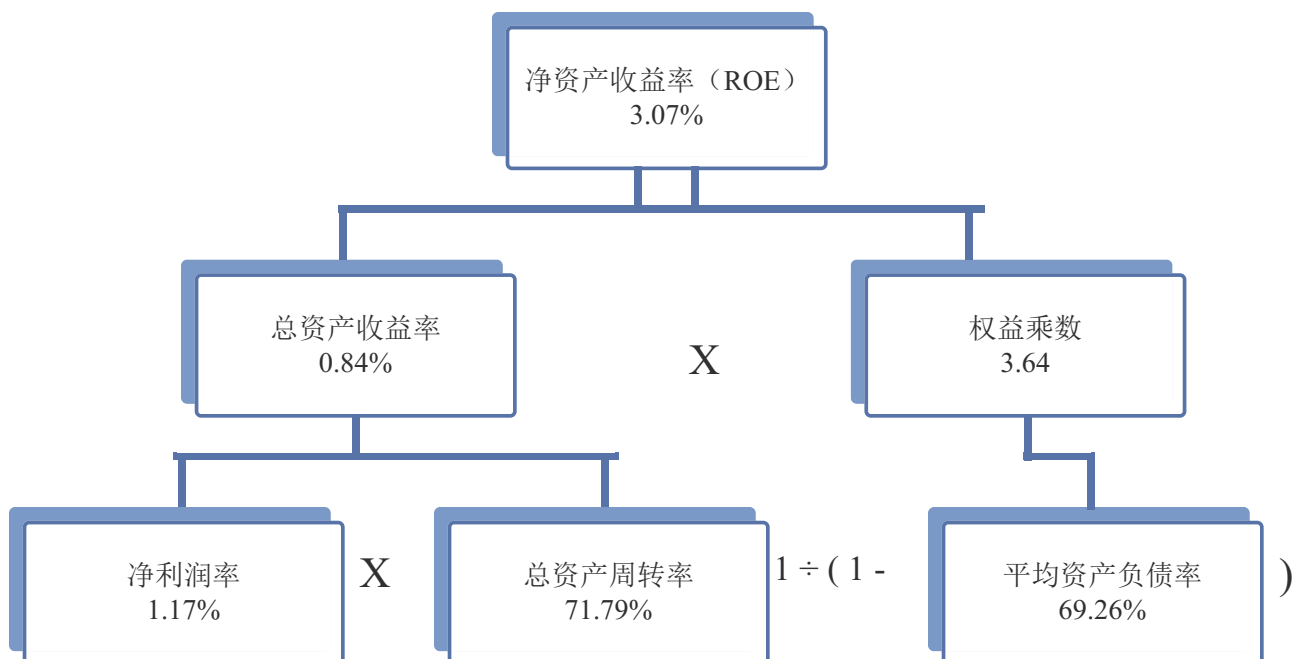 净资产收益率（ROE）
3.07%
总资产收益率
0.84%
X
权益乘数
3.64
净利润率
1.17%
X
总资产周转率
71.79%
1 ÷ ( 1 -
平均资产负债率
69.26%
)